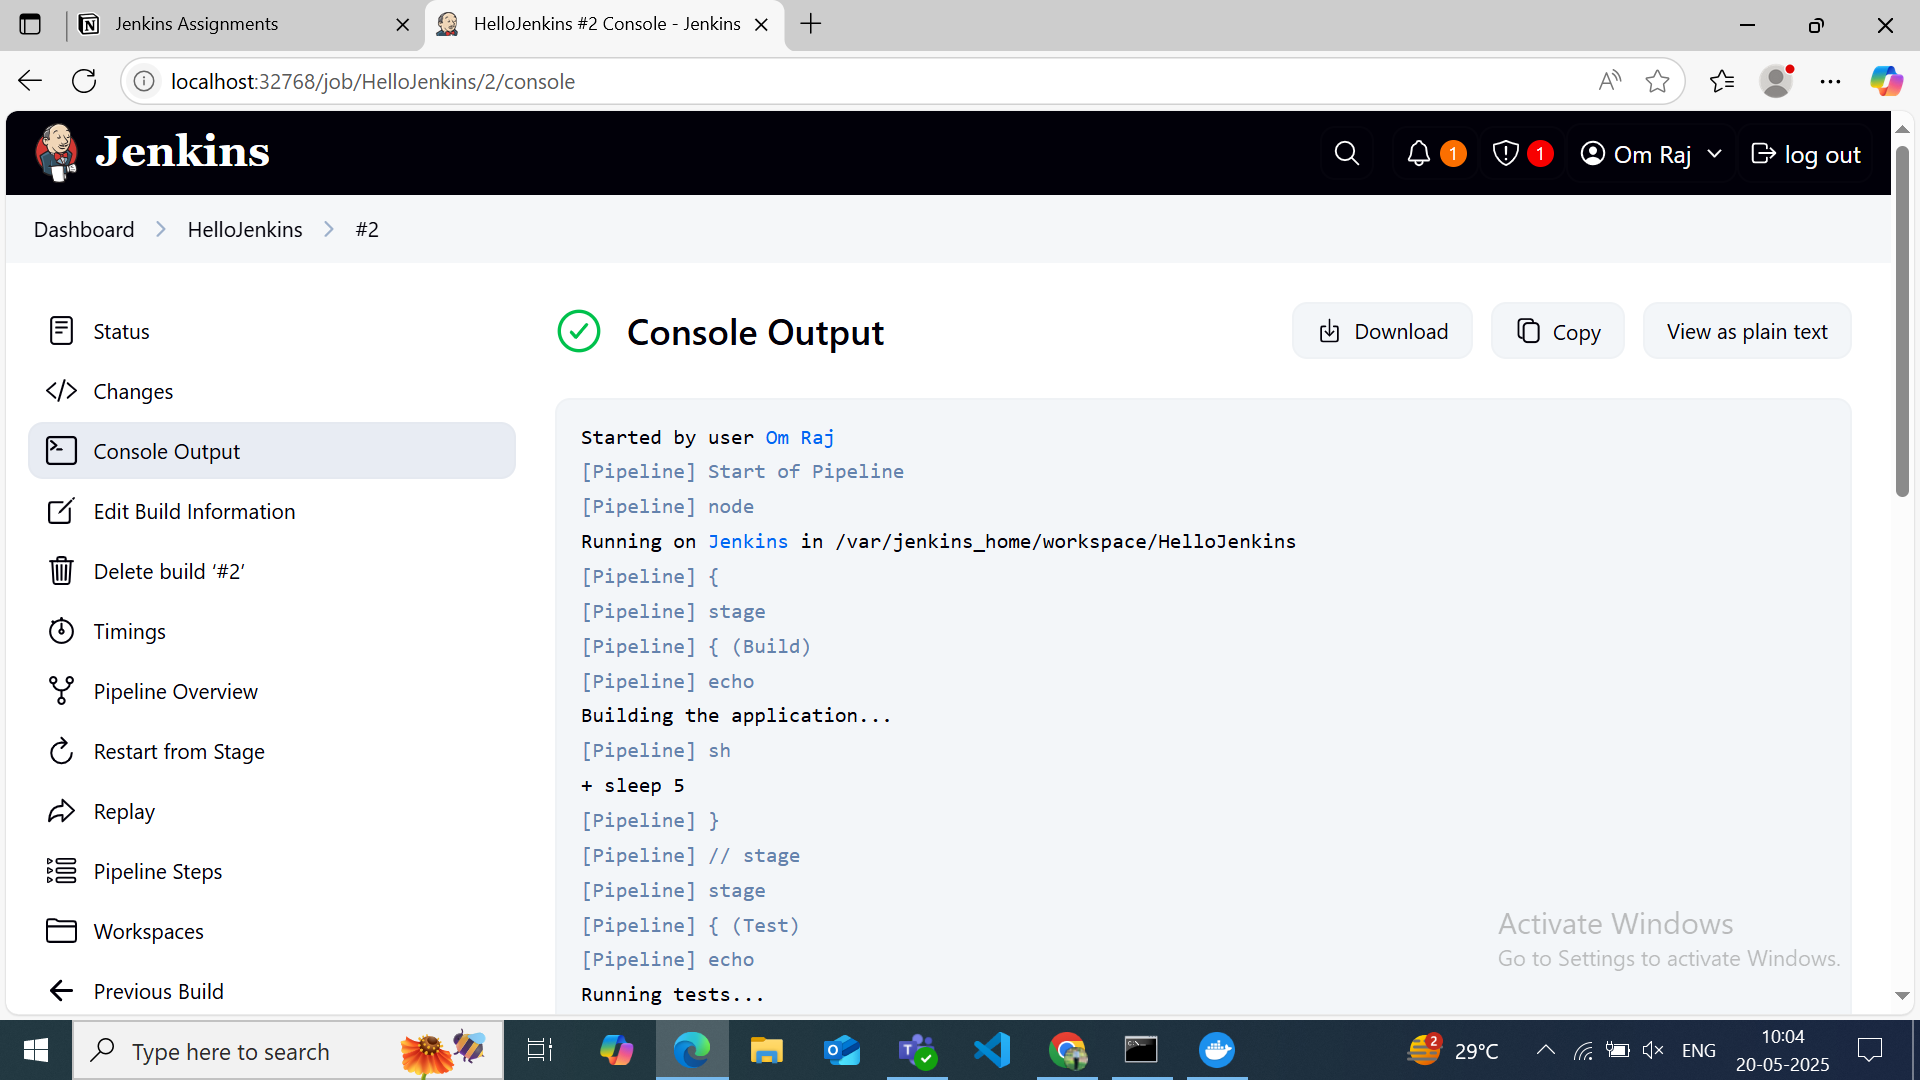 Jenkins Assignments
HelloJenkins #2 Console - Jenkins
localhost:32768/job/HelloJenkins/2/console
Jenkins
1
1
Om Raj
log out
Dashboard
HelloJenkins
#2
Status
Changes
Console Output
Edit Build Information
Delete build ‘#2’
Timings
Pipeline Overview
Restart from Stage
Replay
Pipeline Steps
Workspaces
Previous Build
Console Output
Download
Copy
View as plain text
Started by user Om Raj
[Pipeline] Start of Pipeline
[Pipeline] node
Running on Jenkins in /var/jenkins_home/workspace/HelloJenkins
[Pipeline] {
[Pipeline] stage
[Pipeline] { (Build)
[Pipeline] echo
Building the application...
[Pipeline] sh
+ sleep 5
[Pipeline] }
[Pipeline] // stage
[Pipeline] stage
[Pipeline] { (Test)
[Pipeline] echo
Running tests...
Activate Windows
Go to Settings to activate Windows.
Type here to search
2
29°C
ENG
10:04
20-05-2025